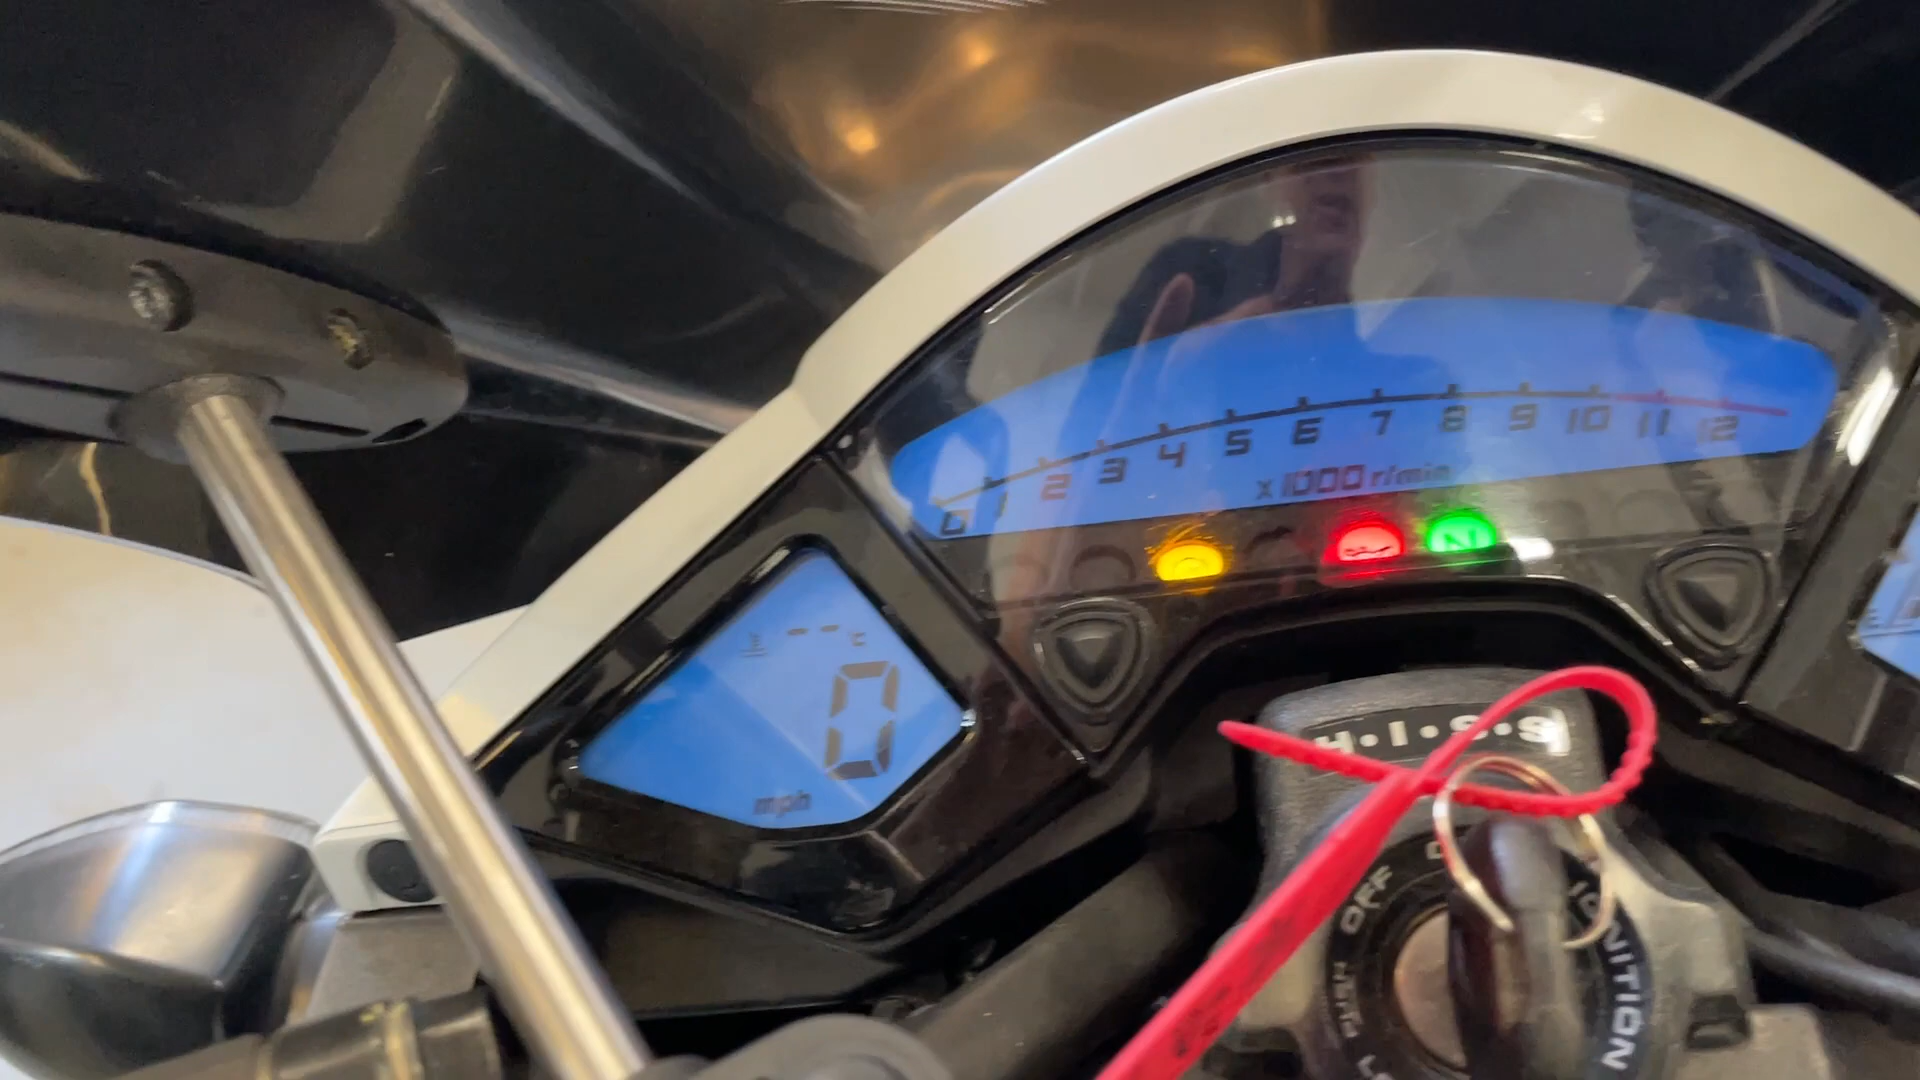 0 1 2 3 4 5 6 7 8 9 10 11 12
x1000 r/min
N
-- °C
0
mph
H·I·S·S
OFF
IGNITION
PUSH